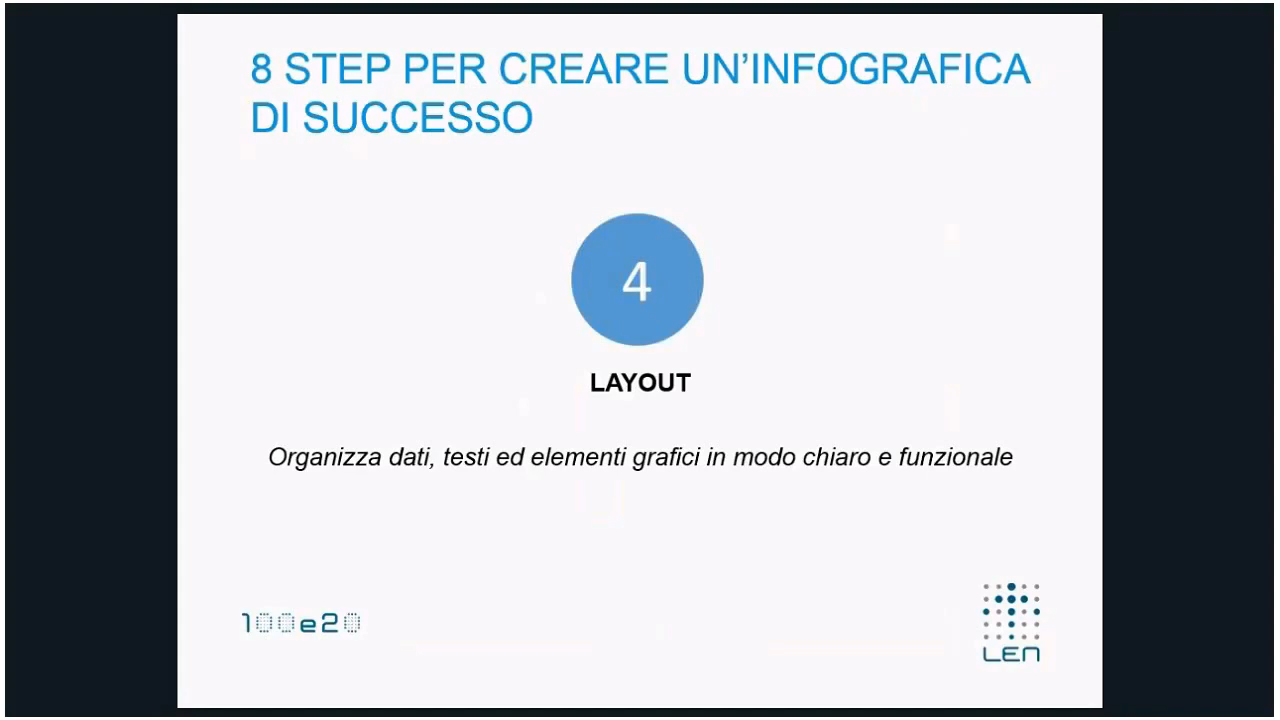 8 STEP PER CREARE UN’INFOGRAFICA
DI SUCCESSO
4
LAYOUT
Organizza dati, testi ed elementi grafici in modo chiaro e funzionale
100e20
LEN